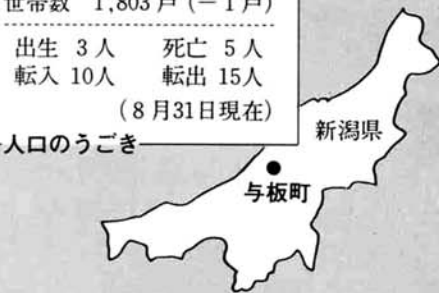 世帯数 1,803戸(－1戸)
出生 3人 死亡 5人
転入 10人 転出 15人
(8月31日現在)
人口のうごき
新潟県
与板町